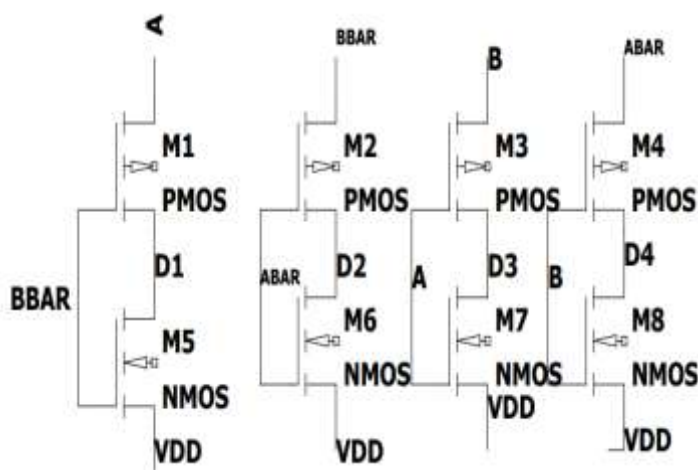 A
BBAR
B
ABAR
M1
M2
M3
M4
PMOS
PMOS
PMOS
PMOS
D1
D2
D3
D4
BBAR
ABAR
A
B
M5
M6
M7
M8
NMOS
NMOS
NMOS
NMOS
VDD
VDD
VDD
VDD